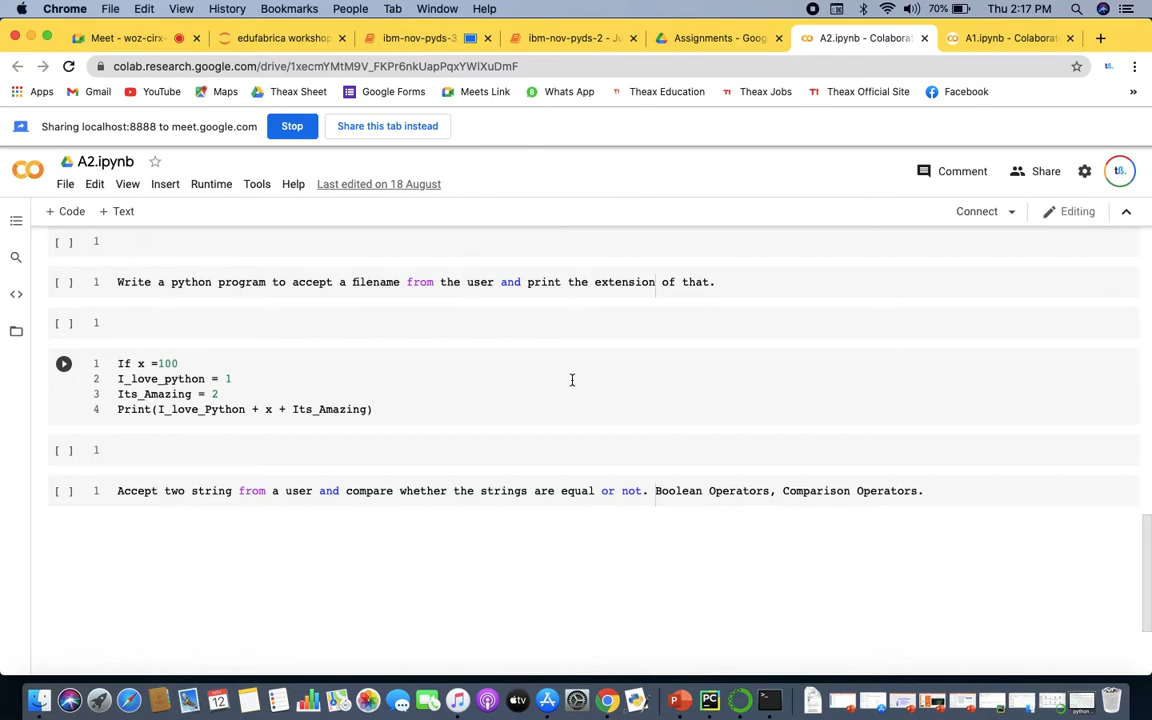 Chrome File Edit View History Bookmarks People Tab Window Help 70% Thu 2:17 PM
Meet - woz-cirx- edufabrica workshop ibm-nov-pyds-3 ibm-nov-pyds-2 - Ju Assignments - Goog A2.ipynb - Colaborat A1.ipynb - Colaborat
colab.research.google.com/drive/1xecmYMtM9V_FKPr6nkUapPqxYWlXuDmF
Apps Gmail YouTube Maps Theax Sheet Google Forms Meets Link Whats App Theax Education Theax Jobs Theax Official Site Facebook »
Sharing localhost:8888 to meet.google.com Stop Share this tab instead
CO A2.ipynb Comment Share tß.
File Edit View Insert Runtime Tools Help Last edited on 18 August
+ Code + Text Connect Editing
[ ] 1
[ ] 1 Write a python program to accept a filename from the user and print the extension of that.
[ ] 1
1 If x =100
2 I_love_python = 1
3 Its_Amazing = 2
4 Print(I_love_Python + x + Its_Amazing)
[ ] 1
[ ] 1 Accept two string from a user and compare whether the strings are equal or not. Boolean Operators, Comparison Operators.
NOV
12